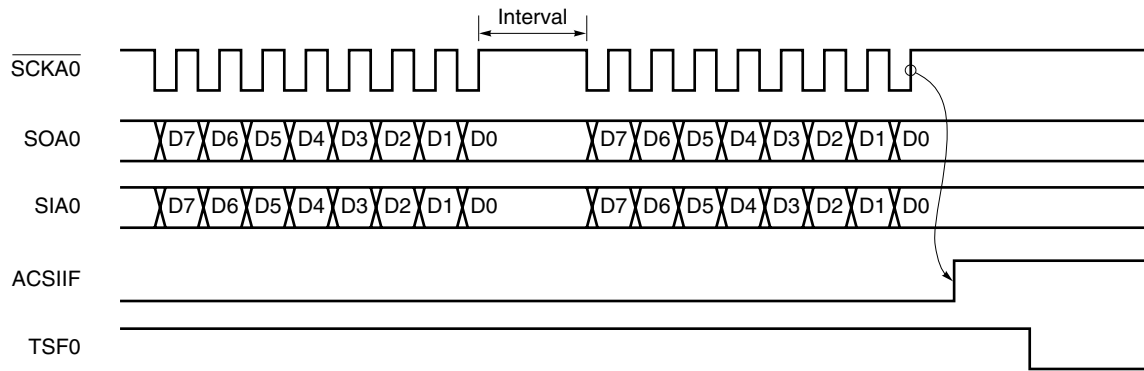 Interval
SCKA0
SOA0 D7 D6 D5 D4 D3 D2 D1 D0 D7 D6 D5 D4 D3 D2 D1 D0
SIA0 D7 D6 D5 D4 D3 D2 D1 D0 D7 D6 D5 D4 D3 D2 D1 D0
ACSIIF
TSF0